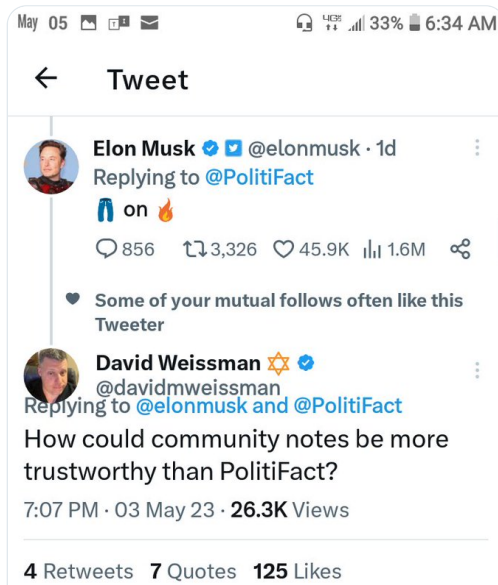 May 05 33% 6:34 AM
Tweet
Elon Musk @elonmusk · 1d
Replying to @PolitiFact
👖 on 🔥
856 3,326 45.9K 1.6M
Some of your mutual follows often like this
Tweeter
David Weissman ✡
@davidmweissman
Replying to @elonmusk and @PolitiFact
How could community notes be more
trustworthy than PolitiFact?
7:07 PM · 03 May 23 · 26.3K Views
4 Retweets 7 Quotes 125 Likes